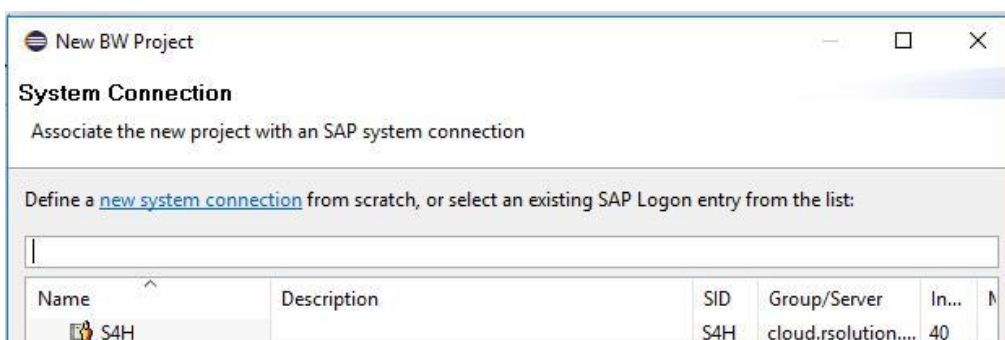 New BW Project
System Connection
Associate the new project with an SAP system connection
Define a new system connection from scratch, or select an existing SAP Logon entry from the list:
Name Description SID Group/Server In...
S4H S4H cloud.rsolution.... 40